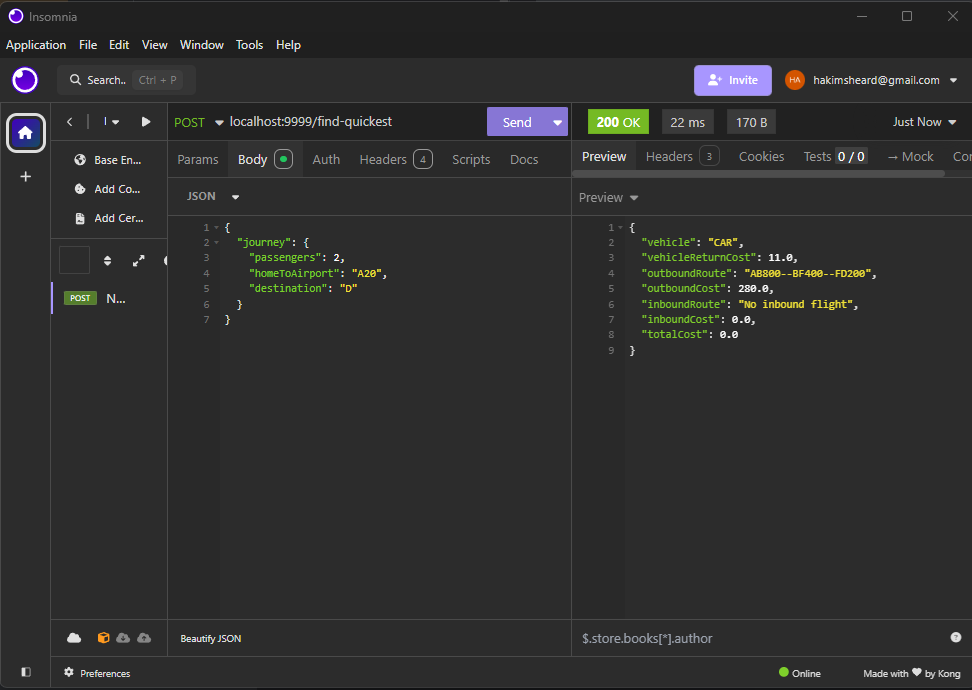 Insomnia
Application File Edit View Window Tools Help
Search.. Ctrl + P
Invite
HA hakimsheard@gmail.com
POST localhost:9999/find-quickest Send
200 OK 22 ms 170 B Just Now
Base En...
Add Co...
Add Cer...
POST N...
Params Body Auth Headers 4 Scripts Docs
JSON
1 {
2 "journey": {
3 "passengers": 2,
4 "homeToAirport": "A20",
5 "destination": "D"
6 }
7 }
Preview Headers 3 Cookies Tests 0 / 0 → Mock Cor
Preview
1 {
2 "vehicle": "CAR",
3 "vehicleReturnCost": 11.0,
4 "outboundRoute": "AB800--BF400--FD200",
5 "outboundCost": 280.0,
6 "inboundRoute": "No inbound flight",
7 "inboundCost": 0.0,
8 "totalCost": 0.0
9 }
Beautify JSON
$.store.books[*].author
Preferences
Online
Made with ♥ by Kong